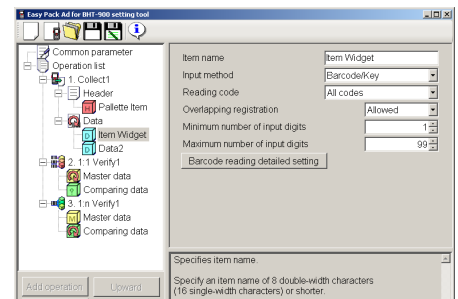 Easy Pack Ad for BHT-900 setting tool
Common parameter
Operation list
1. Collect1
Header
H Pallette Item
Data
D Item Widget
D Data2
2. 1:1 Verify1
Master data
Comparing data
3. 1:n Verify1
M Master data
Comparing data
Add operation Upward
Item name Item Widget
Input method Barcode/Key
Reading code All codes
Overlapping registration Allowed
Minimum number of input digits 1
Maximum number of input digits 99
Barcode reading detailed setting
Specifies item name.
Specify an item name of 8 double-width characters
(16 single-width characters) or shorter.